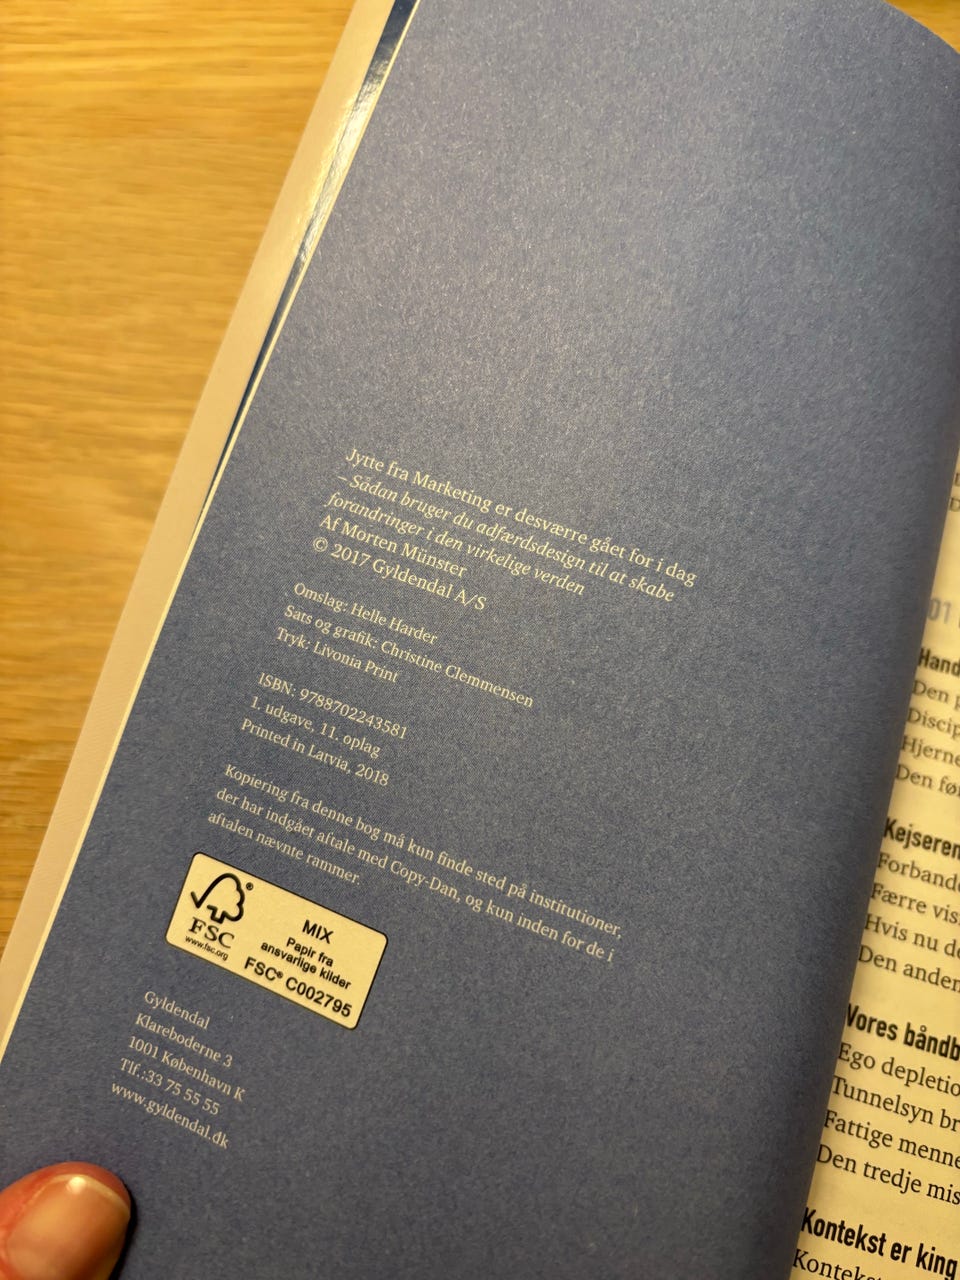 Jytte fra Marketing er desværre gået for i dag
– Sådan bruger du adfærdsdesign til at skabe
forandringer i den virkelige verden
Af Morten Münster
© 2017 Gyldendal A/S
Omslag: Helle Harder
Sats og grafik: Christine Clemmensen
Tryk: Livonia Print
ISBN: 9788702243581
1. udgave, 11. oplag
Printed in Latvia, 2018
Kopiering fra denne bog må kun finde sted på institutioner,
der har indgået aftale med Copy-Dan, og kun inden for de i
aftalen nævnte rammer.
®
FSC
www.fsc.org
MIX
Papir fra
ansvarlige kilder
FSC® C002795
Gyldendal
Klareboderne 3
1001 København K
Tlf.:33 75 55 55
www.gyldendal.dk
01
Hand
Den
Discip
Hjerne
Den før
Kejseren
Forband
Færre vis
Hvis nu d
Den anden
Vores båndb
Ego depletio
Tunnelsyn br
Fattige menne
Den tredje mis
Kontekst er king
Kontekst